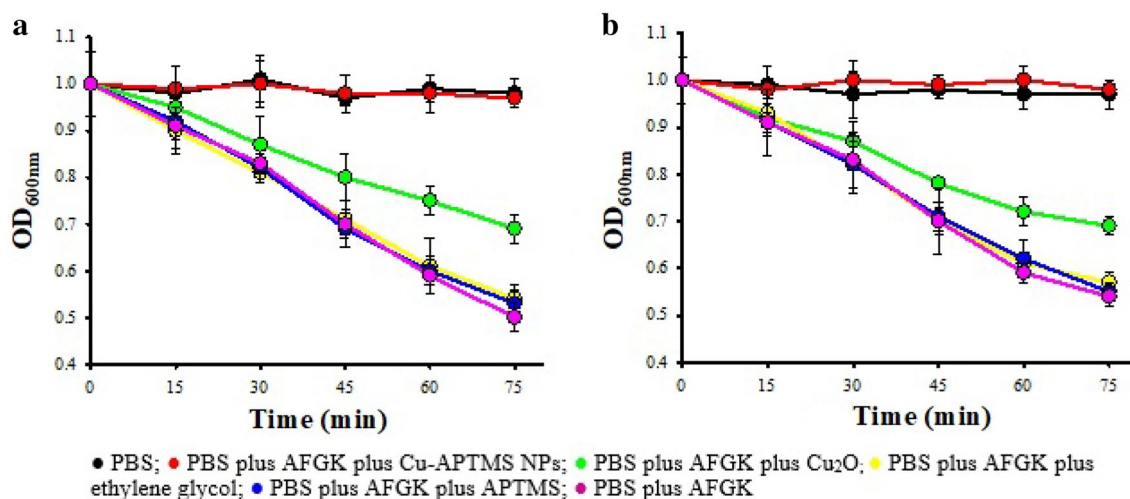 a
b
1.1
1.0
0.9
0.8
0.7
0.6
0.5
0.4
OD600nm
0 15 30 45 60 75
Time (min)
1.1
1.0
0.9
0.8
0.7
0.6
0.5
0.4
OD600nm
0 15 30 45 60 75
Time (min)
PBS; PBS plus AFGK plus Cu-APTMS NPs; PBS plus AFGK plus Cu₂O; PBS plus AFGK plus
ethylene glycol; PBS plus AFGK plus APTMS; PBS plus AFGK